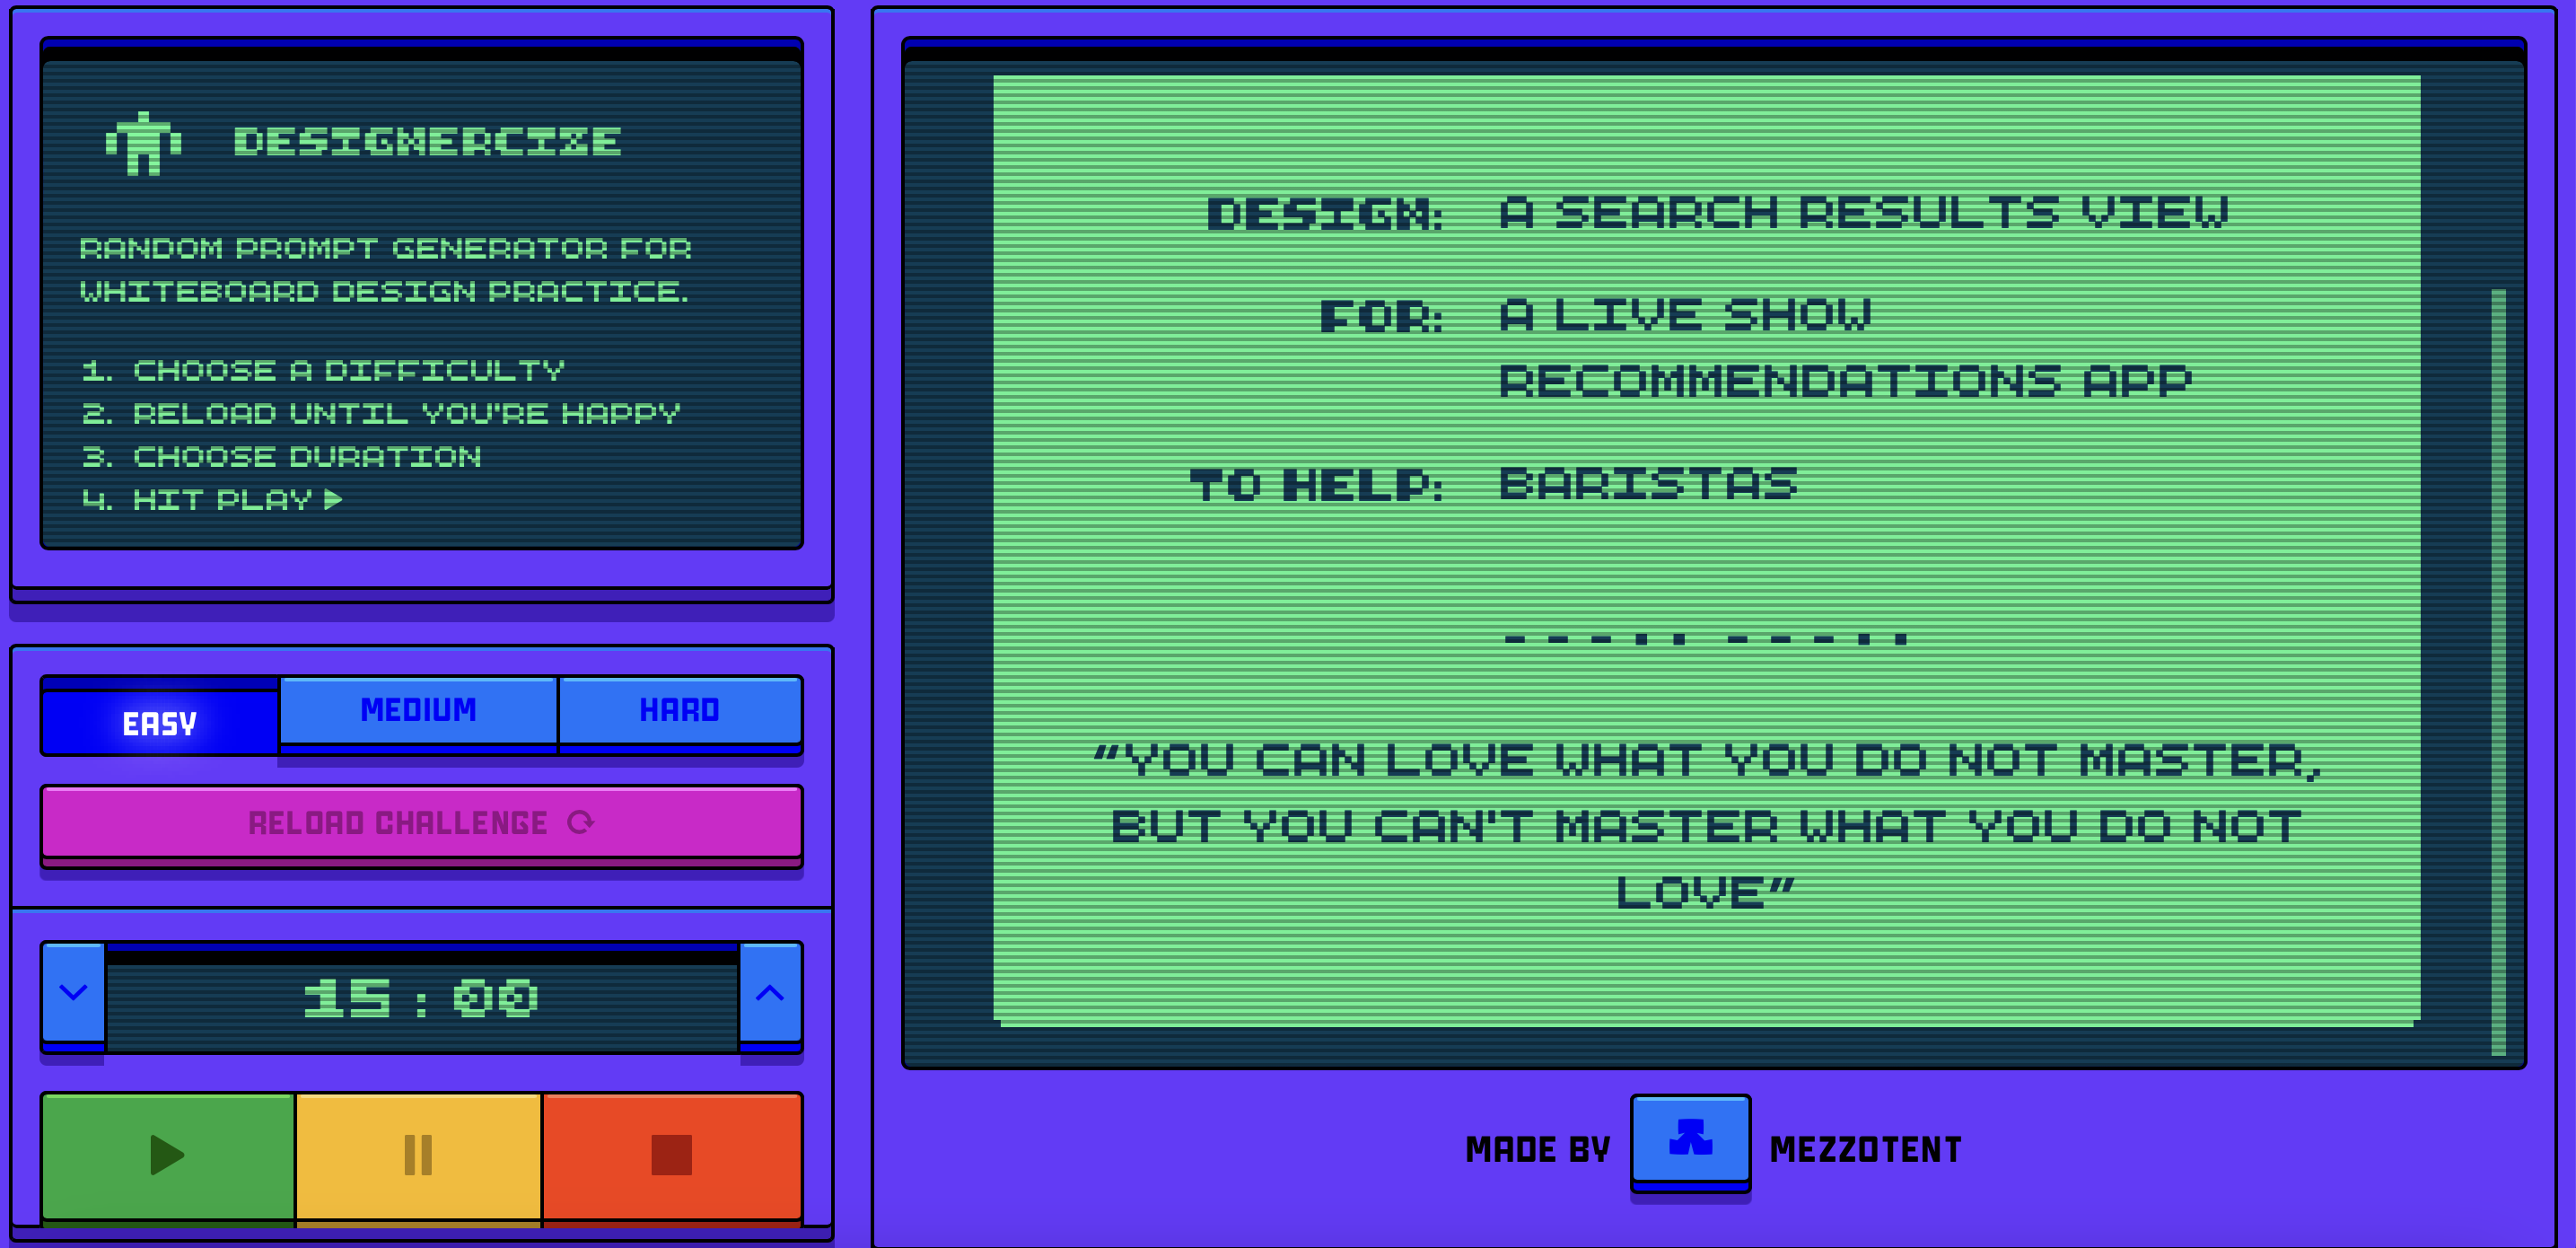 DESIGNERCIZE
RANDOM PROMPT GENERATOR FOR
WHITEBOARD DESIGN PRACTICE.
1. CHOOSE A DIFFICULTY
2. RELOAD UNTIL YOU'RE HAPPY
3. CHOOSE DURATION
4. HIT PLAY
EASY
MEDIUM
HARD
RELOAD CHALLENGE
15:00
DESIGN: A SEARCH RESULTS VIEW
FOR: A LIVE SHOW
RECOMMENDATIONS APP
TO HELP: BARISTAS
---.. ---..
"YOU CAN LOVE WHAT YOU DO NOT MASTER,
BUT YOU CAN'T MASTER WHAT YOU DO NOT
LOVE"
MADE BY MEZZOTENT